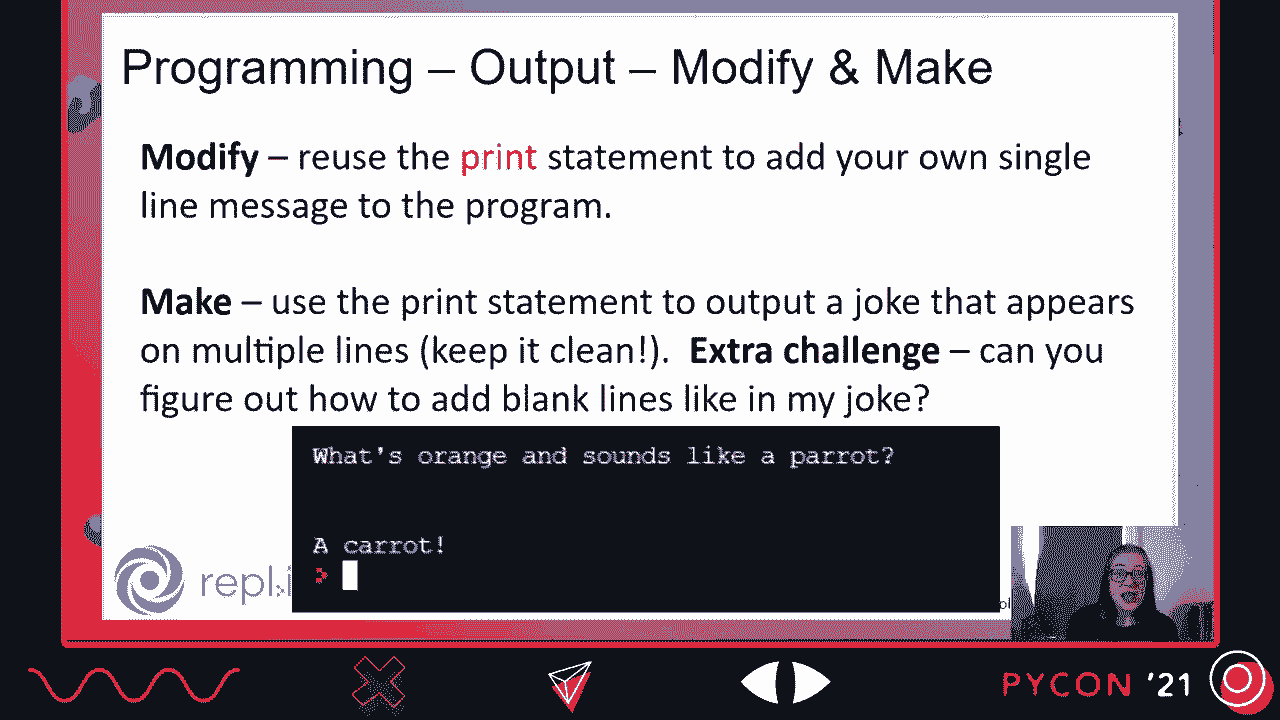 Programming – Output – Modify & Make
Modify – reuse the print statement to add your own single
line message to the program.
Make – use the print statement to output a joke that appears
on multiple lines (keep it clean!). Extra challenge – can you
figure out how to add blank lines like in my joke?
What's orange and sounds like a parrot?
A carrot!
>
repl.i
PYCON '21